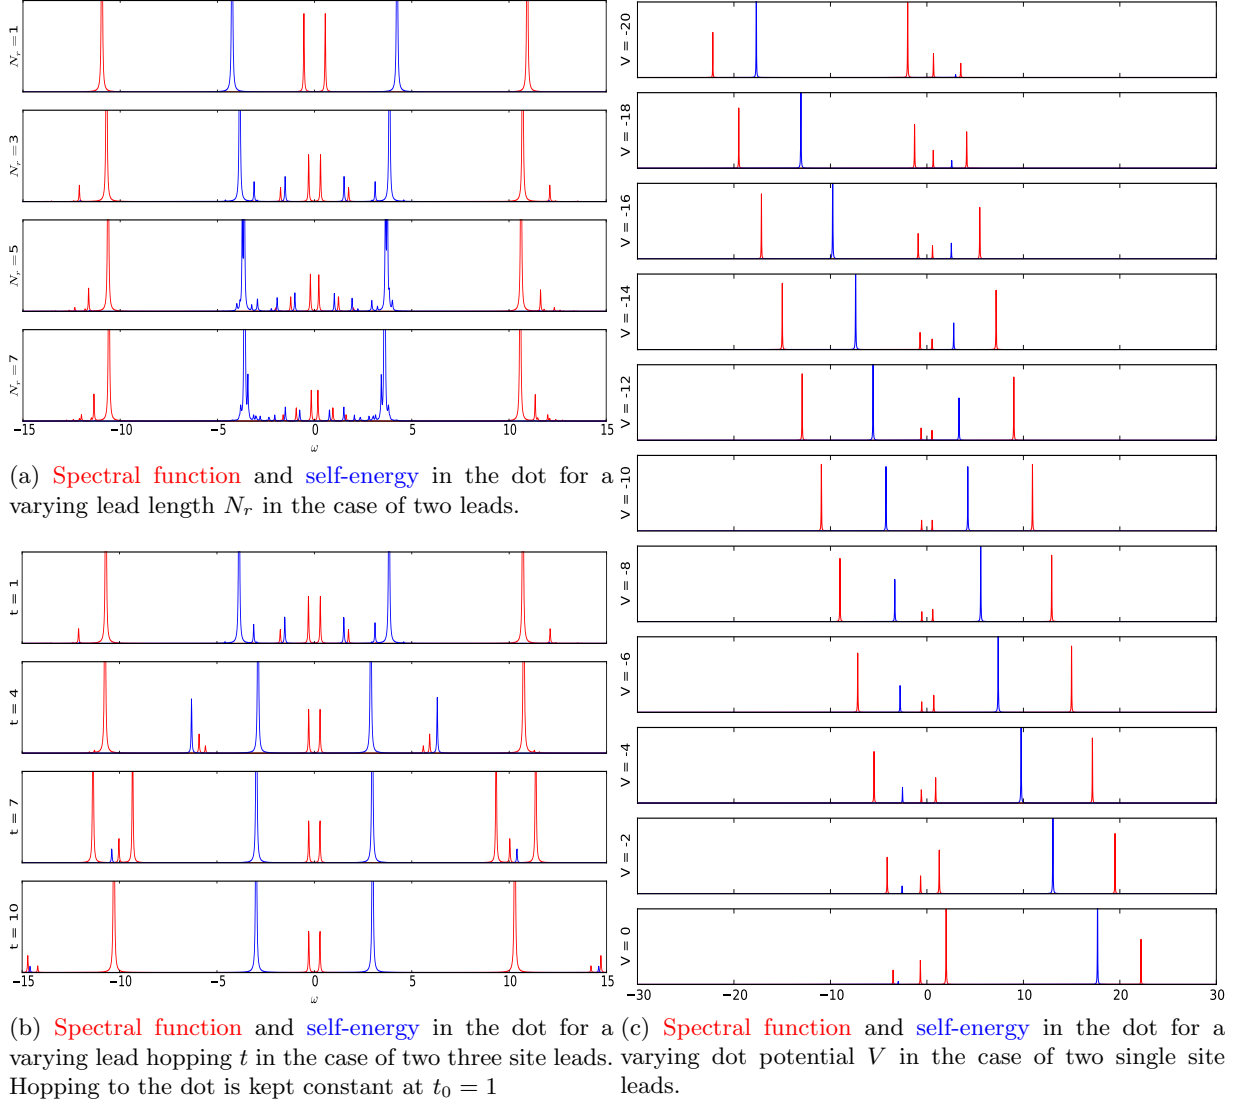 N_r = 1
N_r = 3
N_r = 5
N_r = 7
−15 −10 −5 0 5 10 15
ω
(a) Spectral function and self-energy in the dot for a
varying lead length N_r in the case of two leads.
t = 1
t = 4
t = 7
t = 10
−15 −10 −5 0 5 10 15
ω
(b) Spectral function and self-energy in the dot for a
varying lead hopping t in the case of two three site leads.
Hopping to the dot is kept constant at t_0 = 1
V = -20
V = -18
V = -16
V = -14
V = -12
V = -10
V = -8
V = -6
V = -4
V = -2
V = 0
−30 −20 −10 0 10 20 30
(c) Spectral function and self-energy in the dot for a
varying dot potential V in the case of two single site
leads.